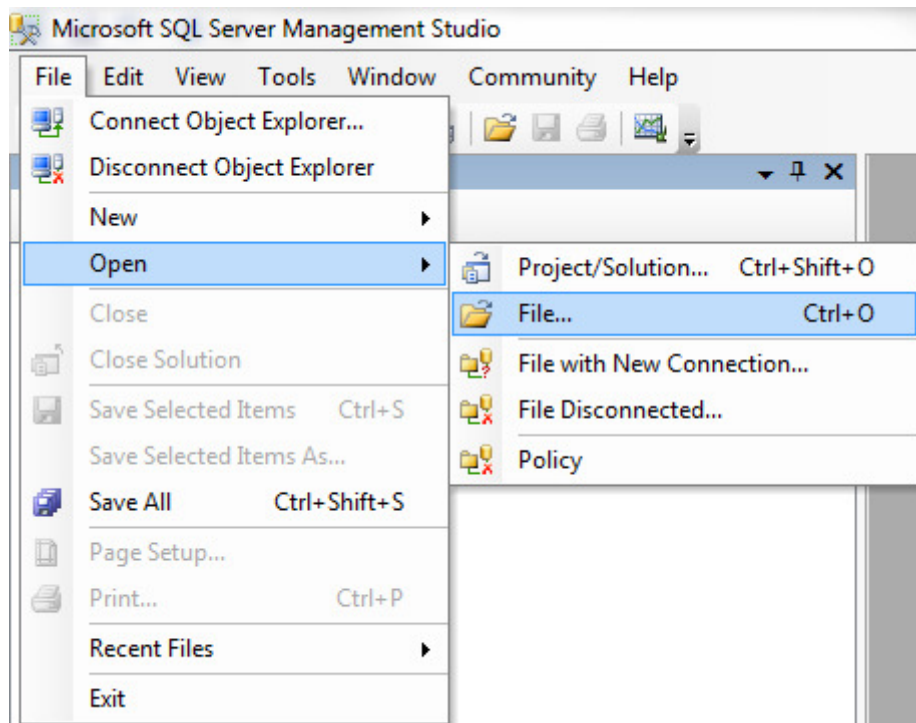 Microsoft SQL Server Management Studio
File Edit View Tools Window Community Help
Connect Object Explorer...
Disconnect Object Explorer
New
Open
Project/Solution... Ctrl+Shift+O
Close
File... Ctrl+O
Close Solution
File with New Connection...
Save Selected Items Ctrl+S
File Disconnected...
Save Selected Items As...
Policy
Save All Ctrl+Shift+S
Page Setup...
Print... Ctrl+P
Recent Files
Exit